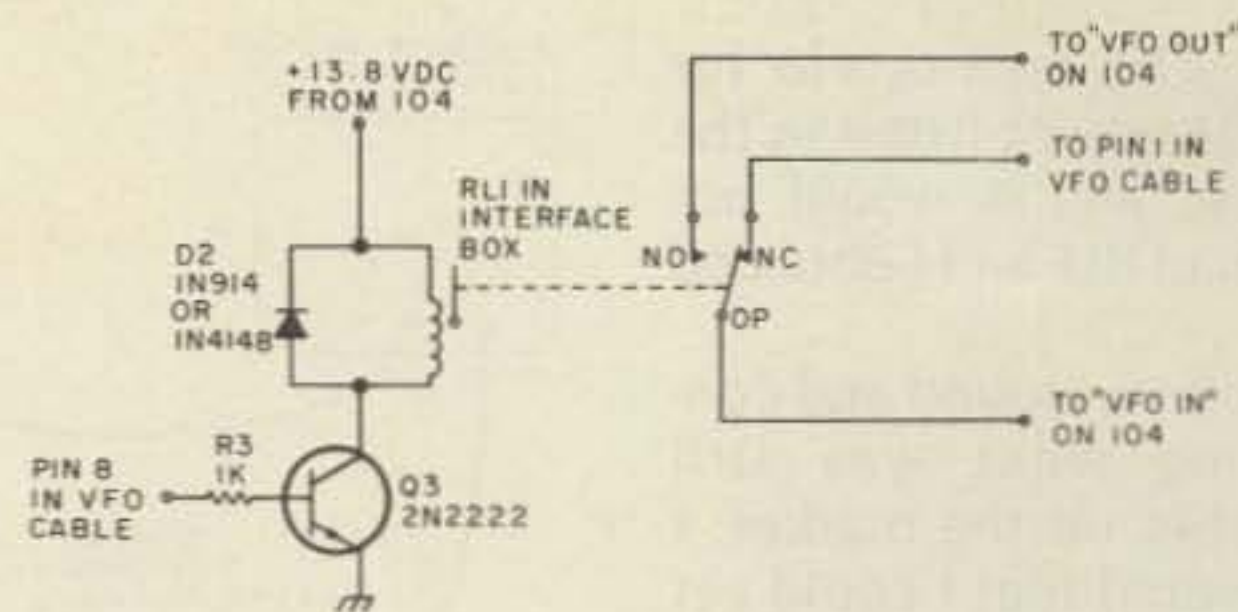 +13.8 VDC
FROM 104
TO "VFO OUT"
ON 104
TO PIN 1 IN
VFO CABLE
RL1 IN
INTERFACE
BOX
D2
1N914
OR
1N4148
NO
NC
OP
TO "VFO IN"
ON 104
PIN 8
IN VFO
CABLE
R3
1K
Q3
2N2222